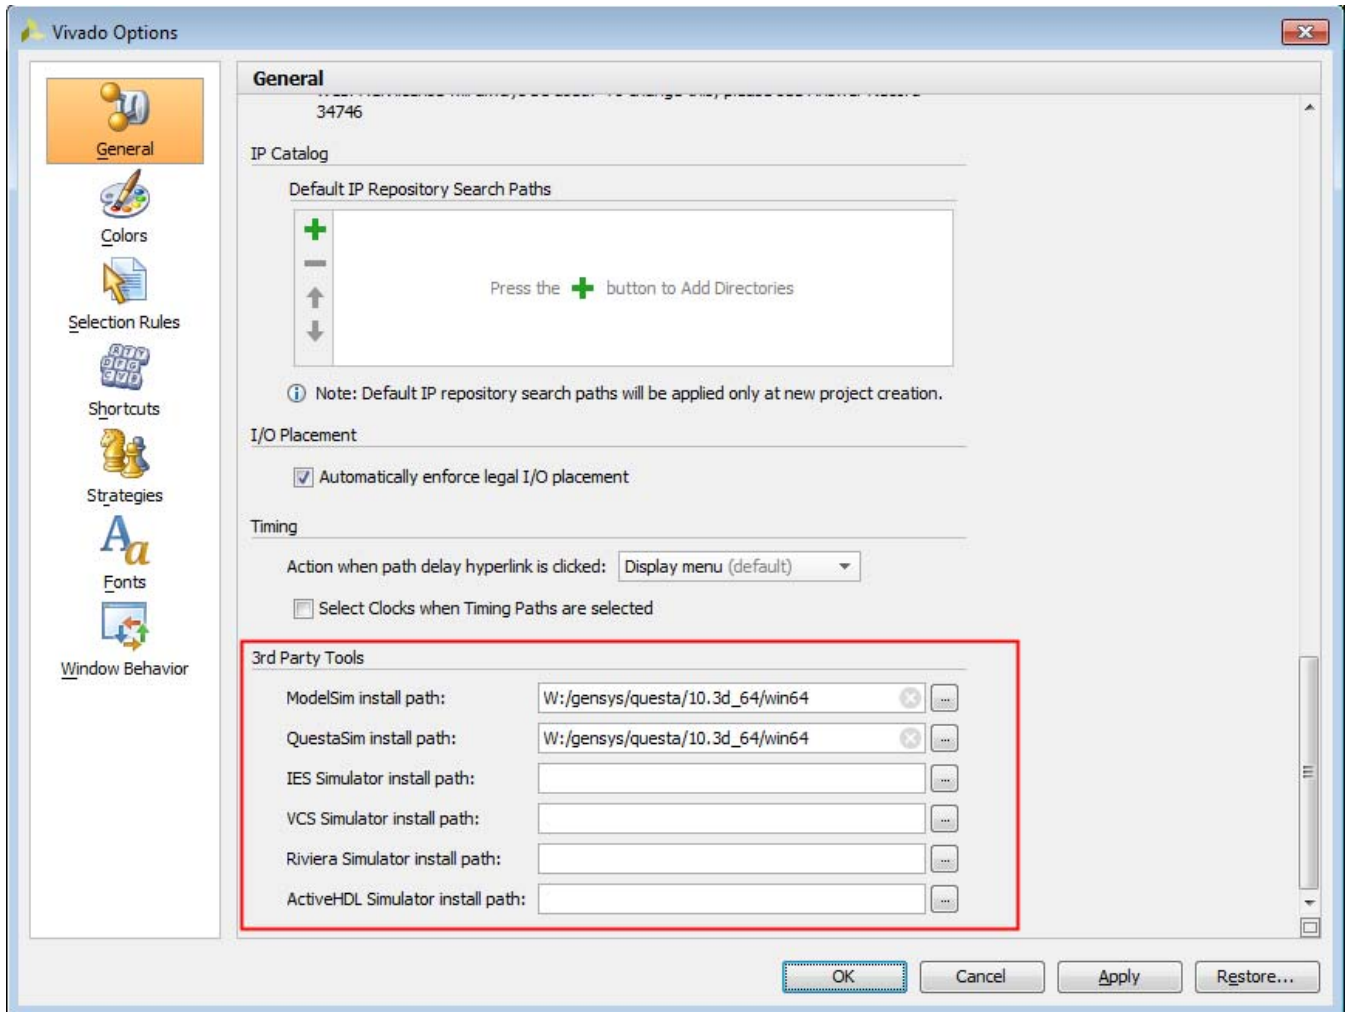 Vivado Options
General
Colors
Selection Rules
Shortcuts
Strategies
Fonts
Window Behavior
General
34746
IP Catalog
Default IP Repository Search Paths
Press the button to Add Directories
Note: Default IP repository search paths will be applied only at new project creation.
I/O Placement
Automatically enforce legal I/O placement
Timing
Action when path delay hyperlink is clicked: Display menu (default)
Select Clocks when Timing Paths are selected
3rd Party Tools
ModelSim install path: W:/gensys/questa/10.3d_64/win64 ...
QuestaSim install path: W:/gensys/questa/10.3d_64/win64 ...
IES Simulator install path: ...
VCS Simulator install path: ...
Riviera Simulator install path: ...
ActiveHDL Simulator install path: ...
OK Cancel Apply Restore...